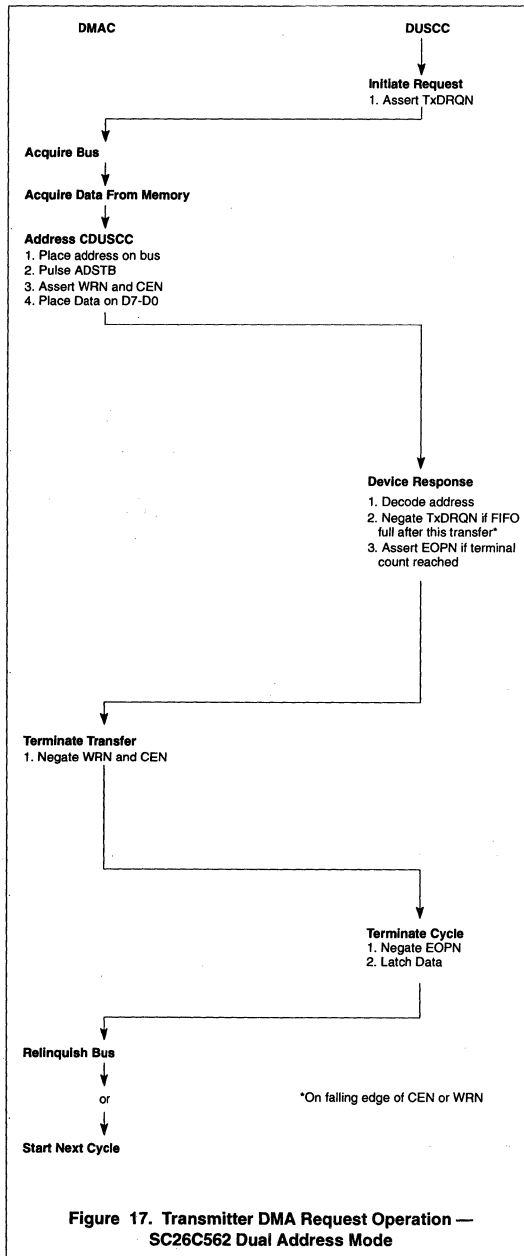 DMAC
DUSCC
Initiate Request
1. Assert TxDRQN
Acquire Bus
Acquire Data From Memory
Address CDUSCC
1. Place address on bus
2. Pulse ADSTB
3. Assert WRN and CEN
4. Place Data on D7-D0
Device Response
1. Decode address
2. Negate TxDRQN if FIFO
full after this transfer*
3. Assert EOPN if terminal
count reached
Terminate Transfer
1. Negate WRN and CEN
Terminate Cycle
1. Negate EOPN
2. Latch Data
Relinquish Bus
or
*On falling edge of CEN or WRN
Start Next Cycle
Figure 17. Transmitter DMA Request Operation —
SC26C562 Dual Address Mode